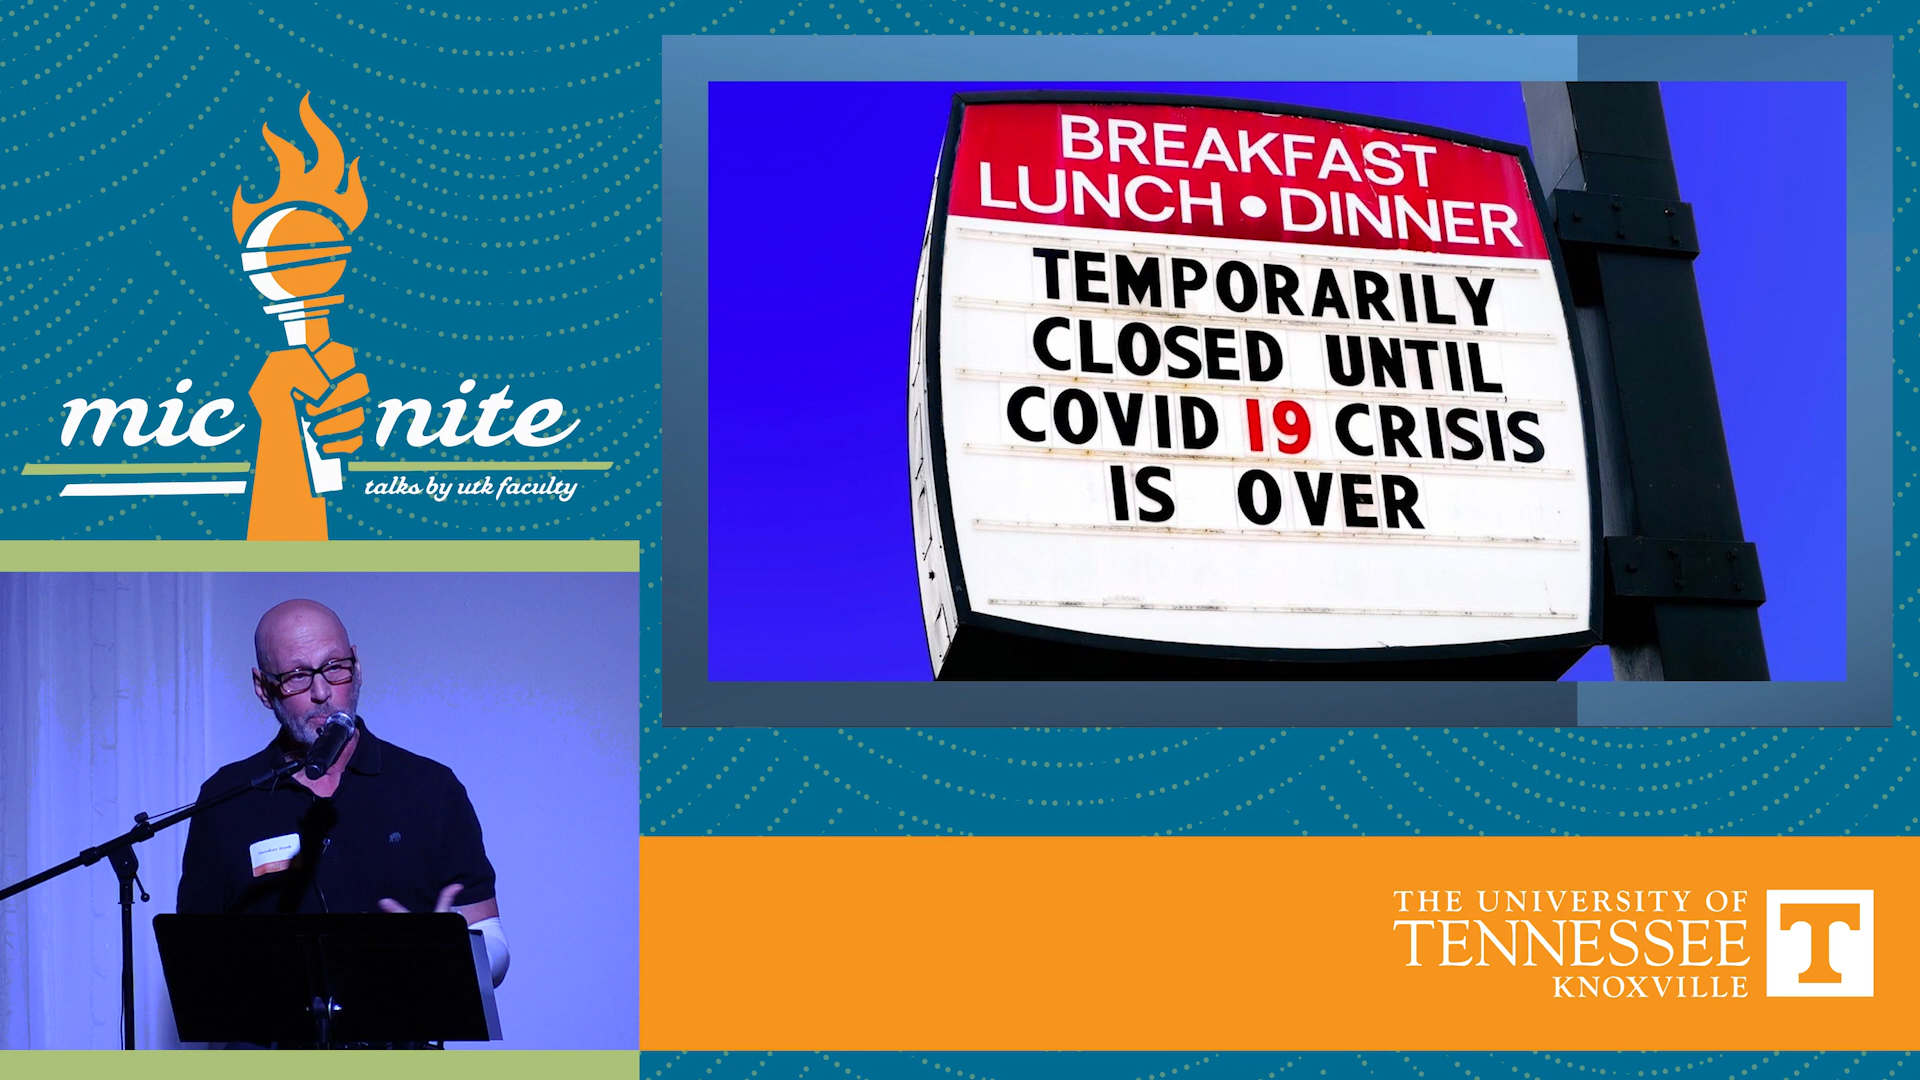 mic nite
talks by utk faculty
BREAKFAST
LUNCH • DINNER
TEMPORARILY
CLOSED UNTIL
COVID 19 CRISIS
IS OVER
THE UNIVERSITY OF
TENNESSEE
KNOXVILLE
T